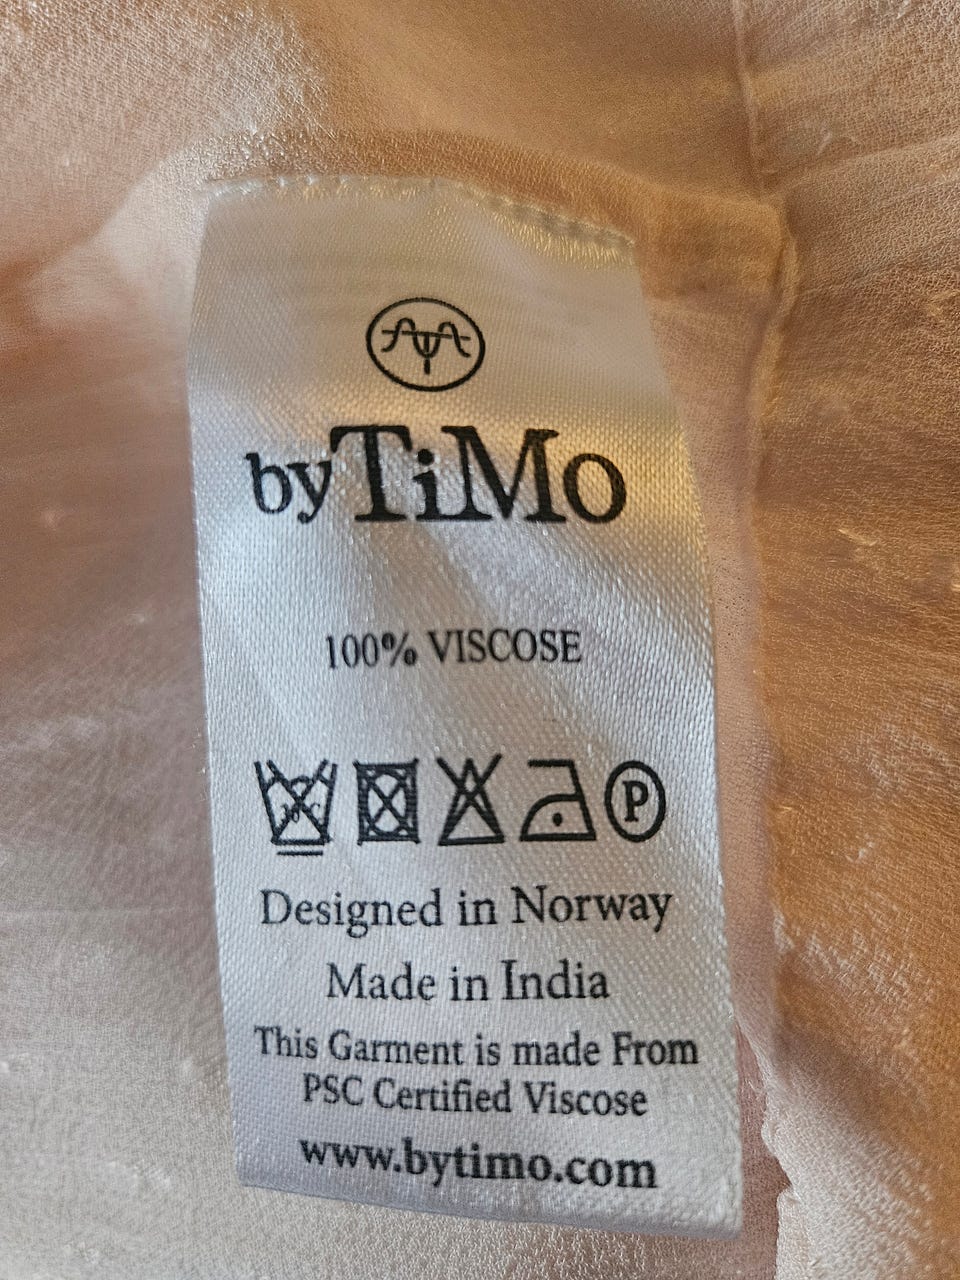 byTiMo
100% VISCOSE
P
Designed in Norway
Made in India
This Garment is made From
PSC Certified Viscose
www.bytimo.com